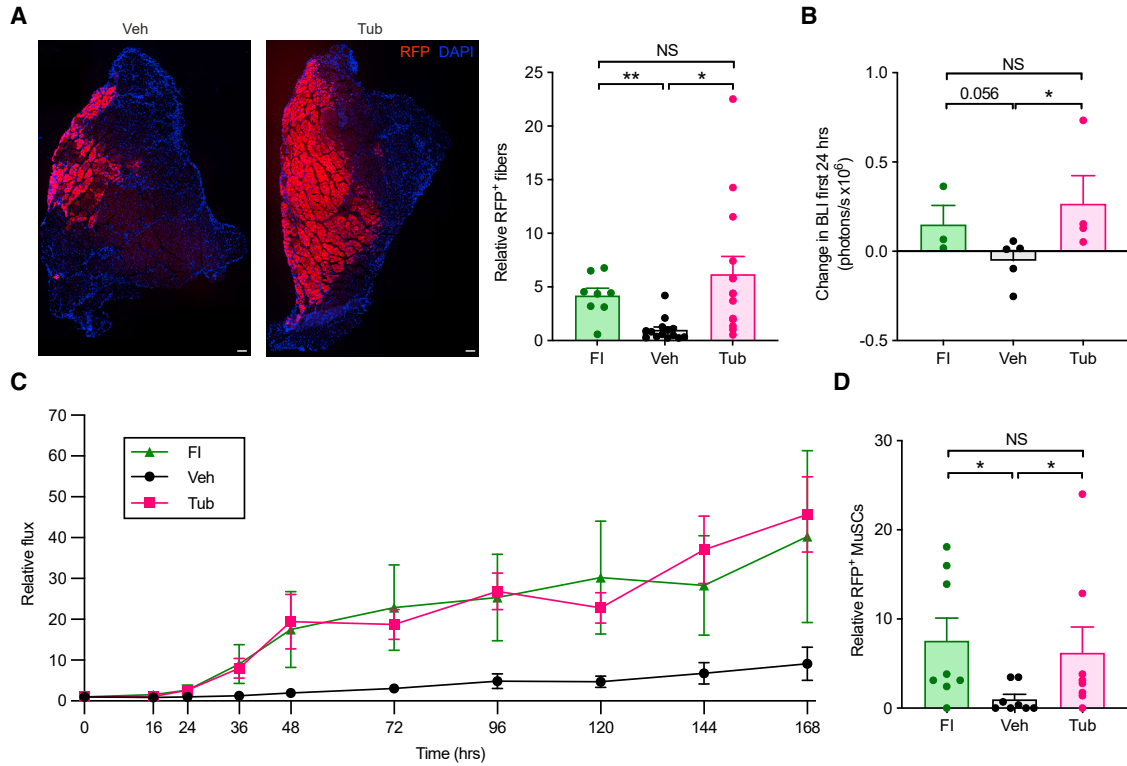 A
Veh
Tub
RFP DAPI
Relative RFP+ fibers
25
20
15
10
5
0
NS
**
*
FI
Veh
Tub
B
Change in BLI first 24 hrs
(photons/s x10⁶)
1.0
0.5
0.0
-0.5
NS
0.056
*
FI
Veh
Tub
C
Relative flux
70
60
50
40
30
20
10
0
FI
Veh
Tub
0 16 24 36 48 72 96 120 144 168
Time (hrs)
D
Relative RFP+ MuSCs
30
20
10
0
NS
*
*
FI
Veh
Tub